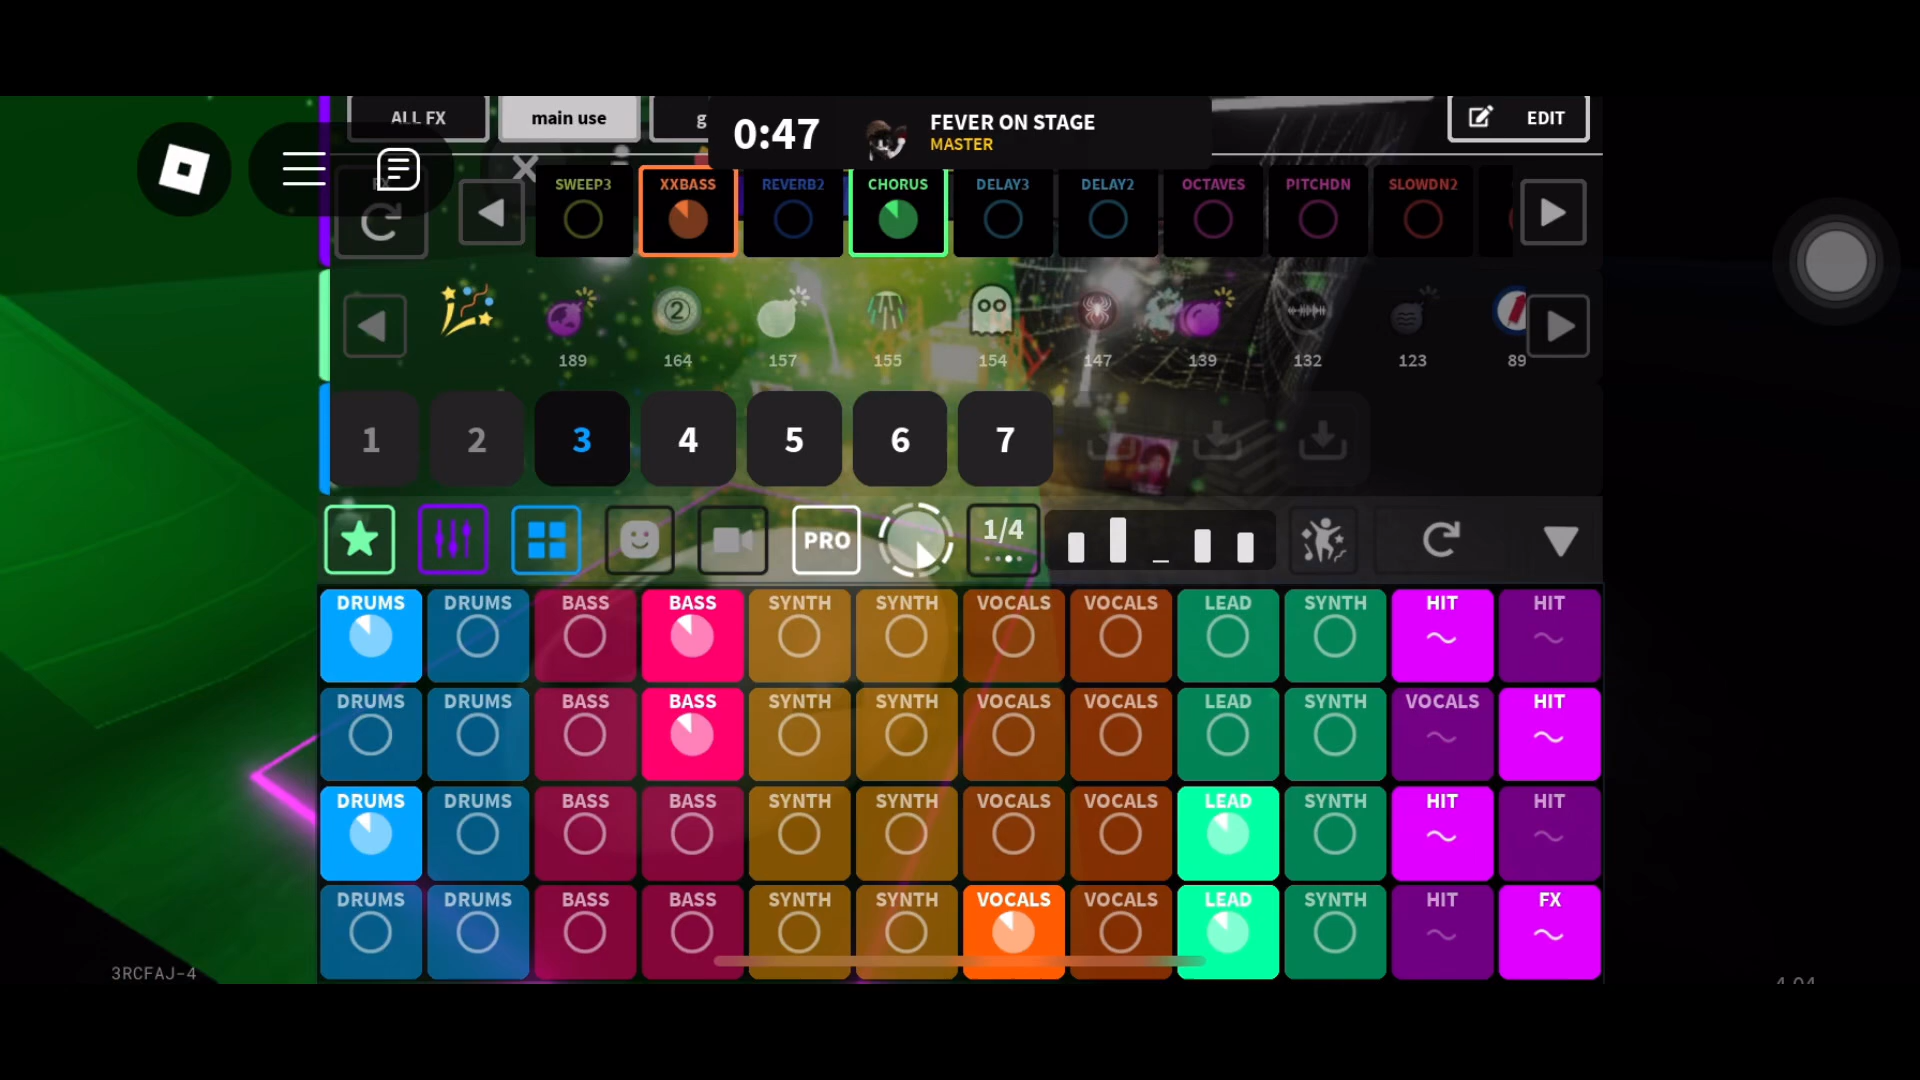 ALL FX
main use
g
0:47
FEVER ON STAGE
MASTER
EDIT
SWEEP3 XXBASS REVERB2 CHORUS DELAY3 DELAY2 OCTAVES PITCHDN SLOWDN2
2
189 164 157 155 154 147 139 132 123 89
1 2 3 4 5 6 7
PRO 1/4
DRUMS DRUMS BASS BASS SYNTH SYNTH VOCALS VOCALS LEAD SYNTH HIT HIT
DRUMS DRUMS BASS BASS SYNTH SYNTH VOCALS VOCALS LEAD SYNTH VOCALS HIT
DRUMS DRUMS BASS BASS SYNTH SYNTH VOCALS VOCALS LEAD SYNTH HIT HIT
DRUMS DRUMS BASS BASS SYNTH SYNTH VOCALS VOCALS LEAD SYNTH HIT FX
3RCFAJ-4